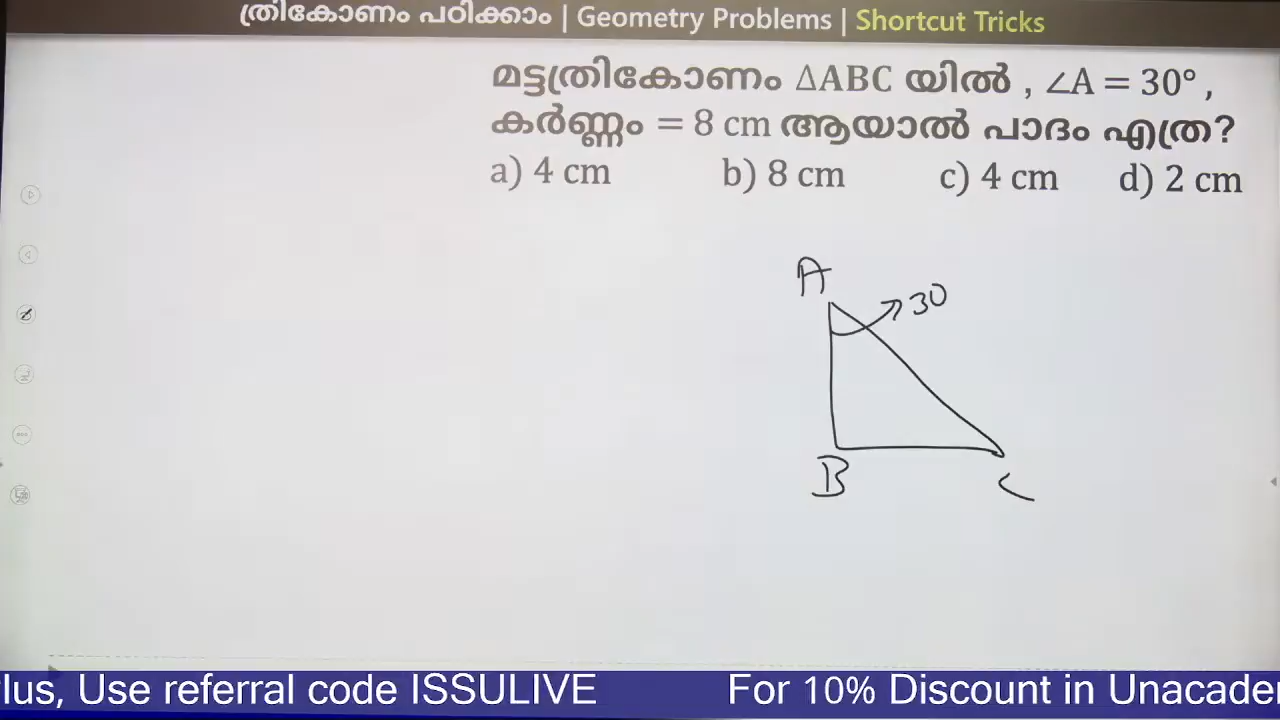 ത്രികോണം പഠിക്കാം | Geometry Problems | Shortcut Tricks
മട്ടത്രികോണം ΔABC യിൽ , ∠A = 30° ,
കർണ്ണം = 8 cm ആയാൽ പാദം എത്ര?
a) 4 cm b) 8 cm c) 4 cm d) 2 cm
A
30
B C
lus, Use referral code ISSULIVE For 10% Discount in Unacade